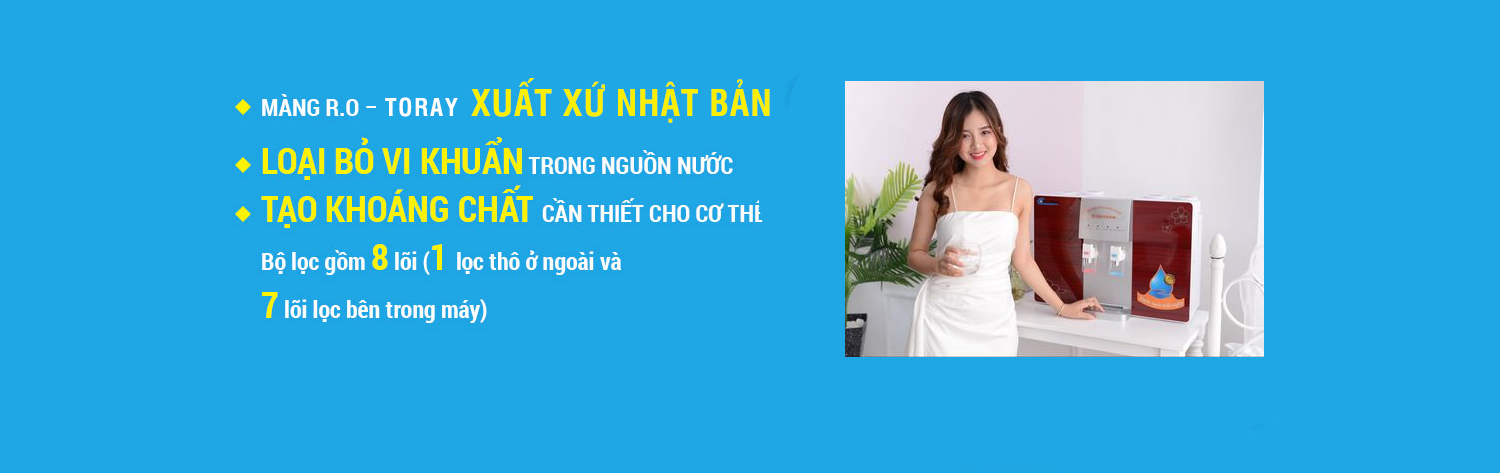 MÀNG R.O – TORAY XUẤT XỨ NHẬT BẢN
LOẠI BỎ VI KHUẨN TRONG NGUỒN NƯỚC
TẠO KHOÁNG CHẤT CẦN THIẾT CHO CƠ THỂ
Bộ lọc gồm 8 lõi (1 lọc thô ở ngoài và
7 lõi lọc bên trong máy)